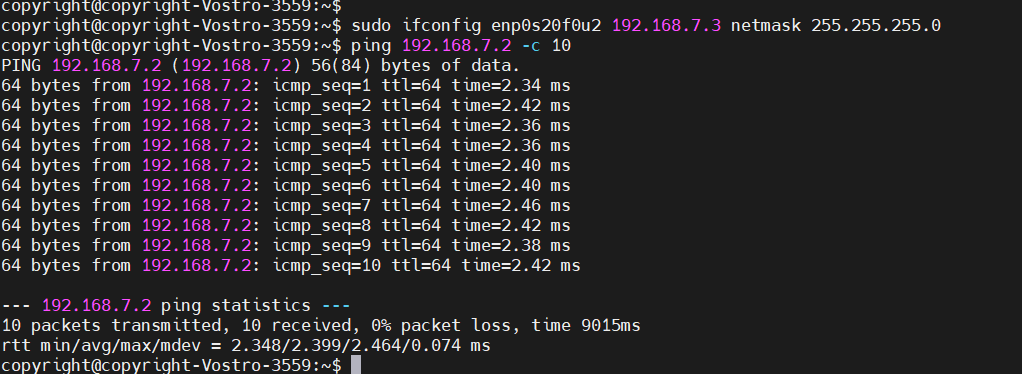 copyright@copyright-Vostro-3559:~$
copyright@copyright-Vostro-3559:~$ sudo ifconfig enp0s20f0u2 192.168.7.3 netmask 255.255.255.0
copyright@copyright-Vostro-3559:~$ ping 192.168.7.2 -c 10
PING 192.168.7.2 (192.168.7.2) 56(84) bytes of data.
64 bytes from 192.168.7.2: icmp_seq=1 ttl=64 time=2.34 ms
64 bytes from 192.168.7.2: icmp_seq=2 ttl=64 time=2.42 ms
64 bytes from 192.168.7.2: icmp_seq=3 ttl=64 time=2.36 ms
64 bytes from 192.168.7.2: icmp_seq=4 ttl=64 time=2.36 ms
64 bytes from 192.168.7.2: icmp_seq=5 ttl=64 time=2.40 ms
64 bytes from 192.168.7.2: icmp_seq=6 ttl=64 time=2.40 ms
64 bytes from 192.168.7.2: icmp_seq=7 ttl=64 time=2.46 ms
64 bytes from 192.168.7.2: icmp_seq=8 ttl=64 time=2.42 ms
64 bytes from 192.168.7.2: icmp_seq=9 ttl=64 time=2.38 ms
64 bytes from 192.168.7.2: icmp_seq=10 ttl=64 time=2.42 ms
--- 192.168.7.2 ping statistics ---
10 packets transmitted, 10 received, 0% packet loss, time 9015ms
rtt min/avg/max/mdev = 2.348/2.399/2.464/0.074 ms
copyright@copyright-Vostro-3559:~$